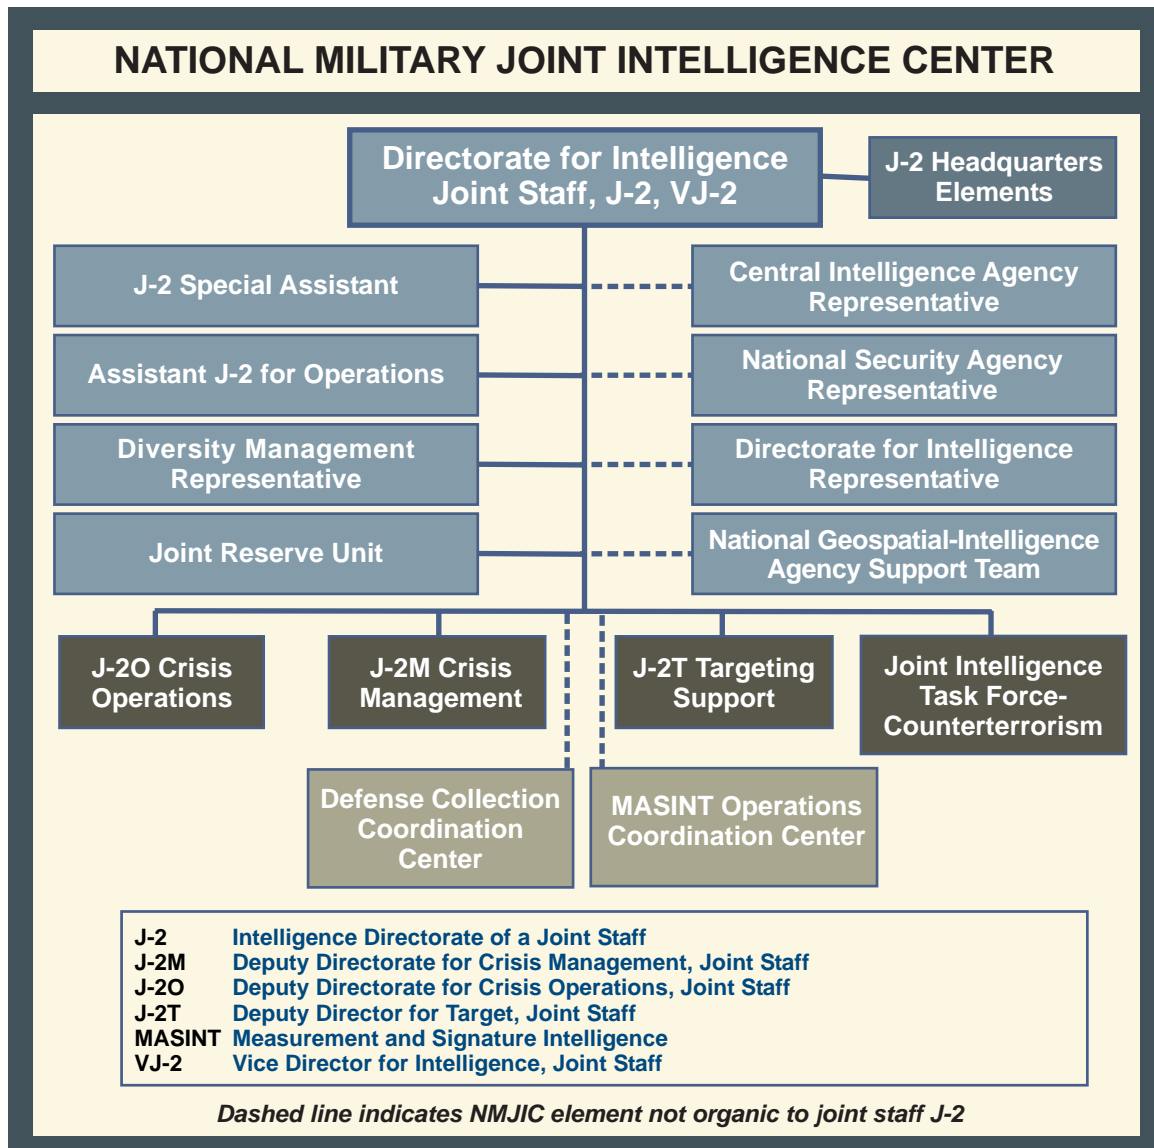 NATIONAL MILITARY JOINT INTELLIGENCE CENTER
Directorate for Intelligence
Joint Staff, J-2, VJ-2
J-2 Headquarters
Elements
J-2 Special Assistant
Central Intelligence Agency
Representative
Assistant J-2 for Operations
National Security Agency
Representative
Diversity Management
Representative
Directorate for Intelligence
Representative
Joint Reserve Unit
National Geospatial-Intelligence
Agency Support Team
J-2O Crisis
Operations
J-2M Crisis
Management
J-2T Targeting
Support
Joint Intelligence
Task Force-
Counterterrorism
Defense Collection
Coordination
Center
MASINT Operations
Coordination Center
J-2 Intelligence Directorate of a Joint Staff
J-2M Deputy Directorate for Crisis Management, Joint Staff
J-2O Deputy Directorate for Crisis Operations, Joint Staff
J-2T Deputy Director for Target, Joint Staff
MASINT Measurement and Signature Intelligence
VJ-2 Vice Director for Intelligence, Joint Staff
Dashed line indicates NMJIC element not organic to joint staff J-2